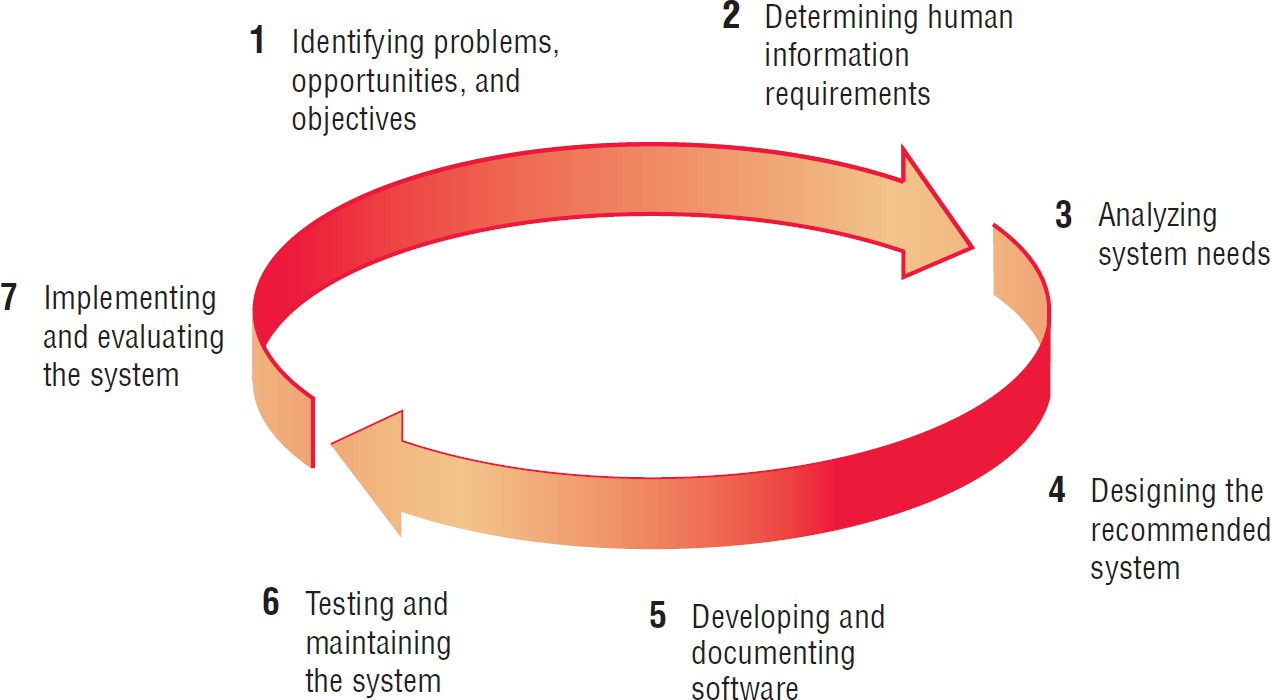 1 Identifying problems,
opportunities, and
objectives
2 Determining human
information
requirements
3 Analyzing
system needs
4 Designing the
recommended
system
5 Developing and
documenting
software
6 Testing and
maintaining
the system
7 Implementing
and evaluating
the system